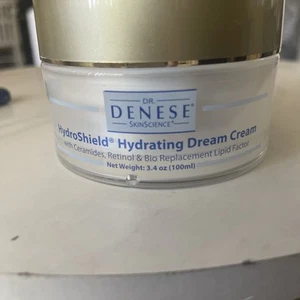 DR.
DENESE®
SKINSCIENCE™
HydroShield® Hydrating Dream Cream
with Ceramides, Retinol & Bio Replacement Lipid Factor
Net Weight: 3.4 oz (100ml)